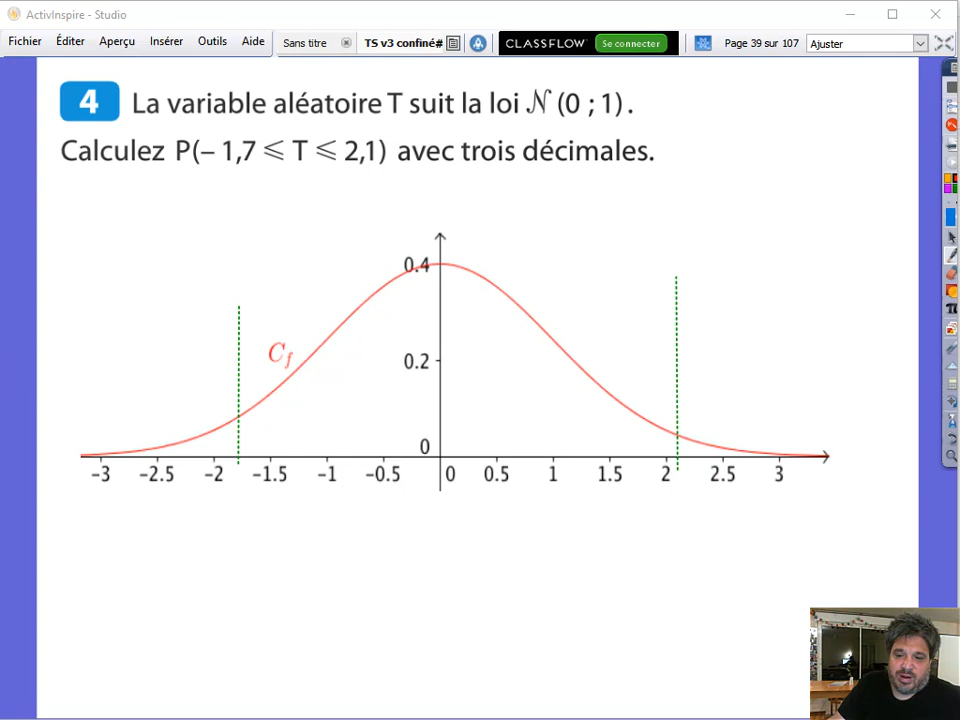 ActivInspire - Studio
Fichier Éditer Aperçu Insérer Outils Aide Sans titre TS v3 confiné# CLASSFLOW Se connecter Page 39 sur 107 Ajuster
4 La variable aléatoire T suit la loi 𝒩 (0 ; 1).
Calculez P(– 1,7 ⩽ T ⩽ 2,1) avec trois décimales.
0.4
C_f
0.2
0
−3 −2.5 −2 −1.5 −1 −0.5 0 0.5 1 1.5 2 2.5 3